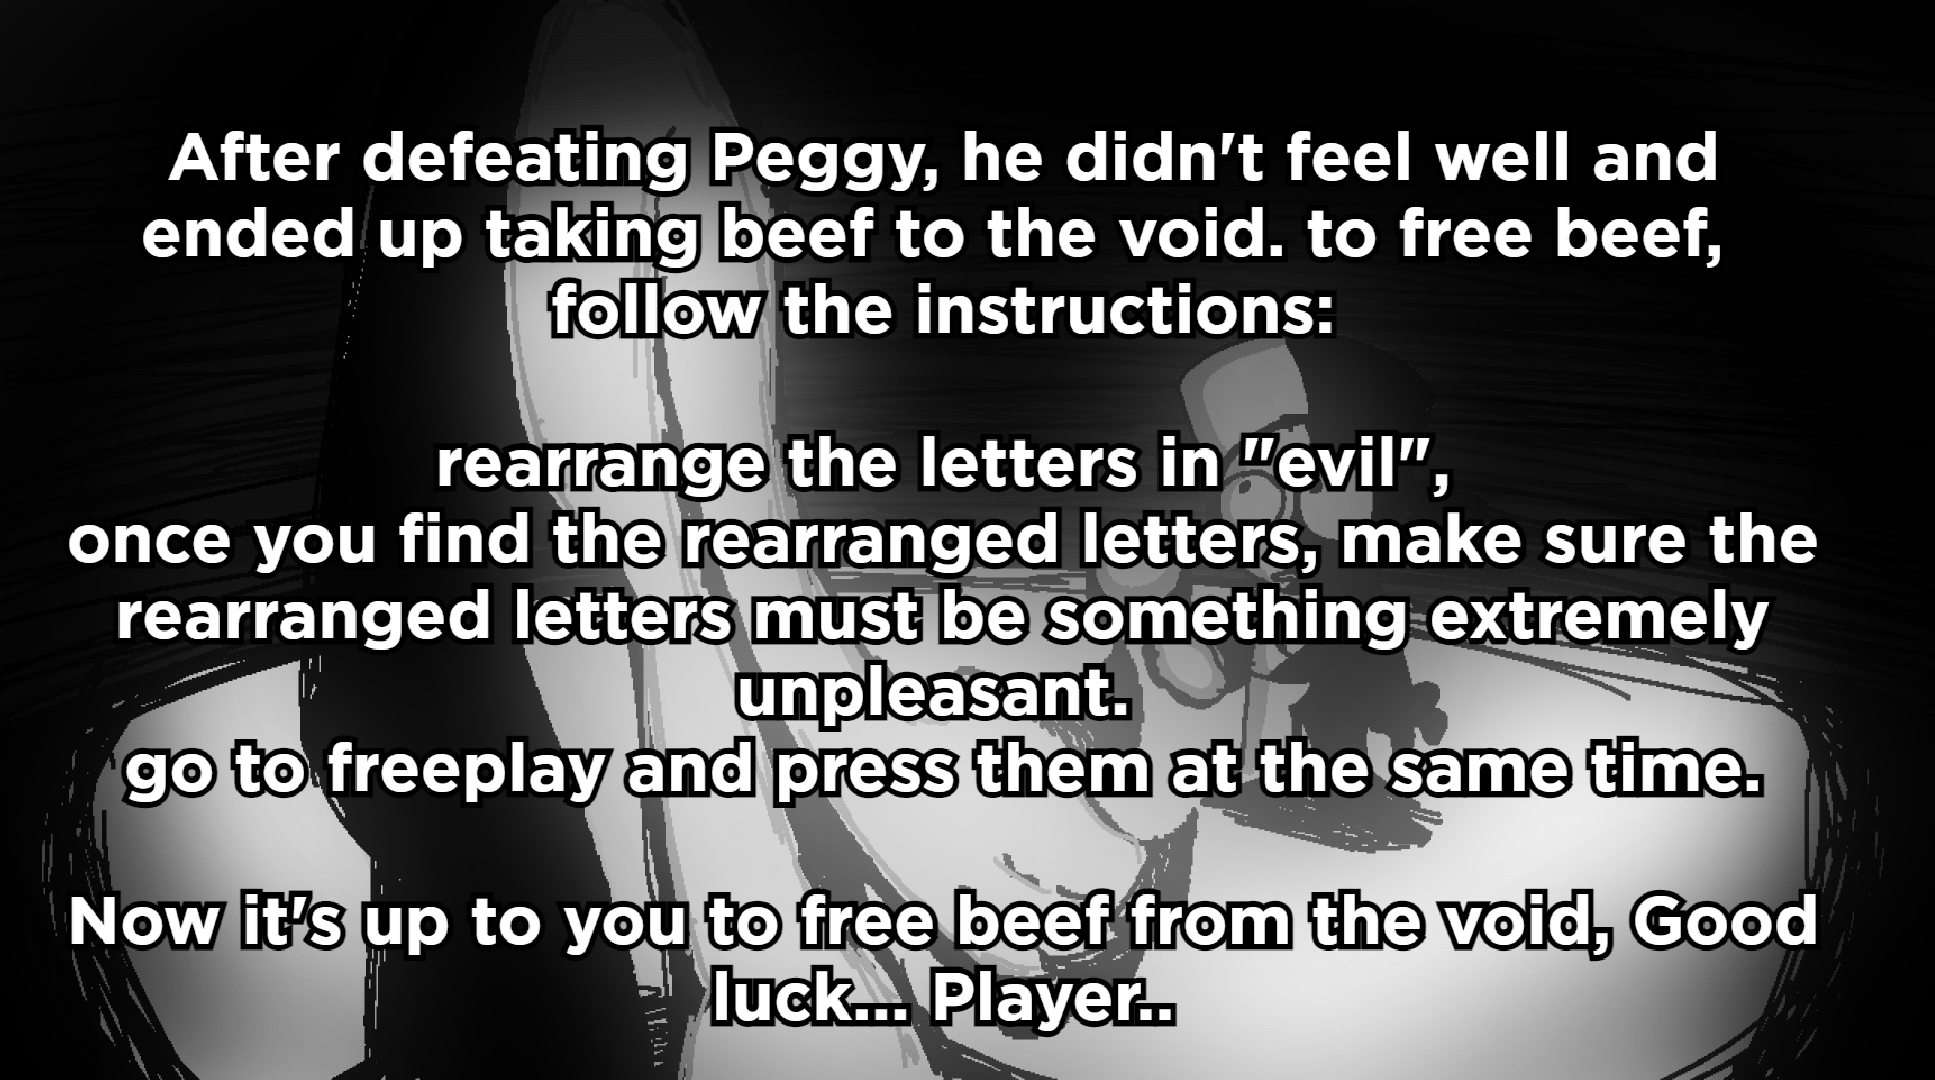 After defeating Peggy, he didn't feel well and
ended up taking beef to the void. to free beef,
follow the instructions:
rearrange the letters in "evil",
once you find the rearranged letters, make sure the
rearranged letters must be something extremely
unpleasant.
go to freeplay and press them at the same time.
Now it's up to you to free beef from the void, Good
luck... Player..